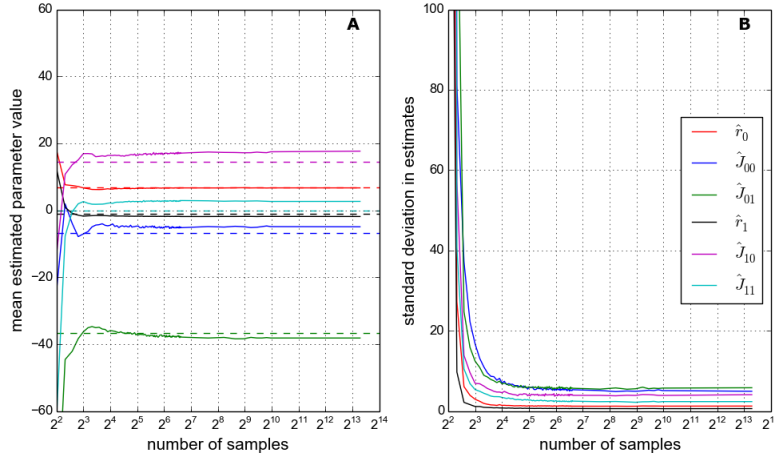 A
60
40
20
0
−20
−40
−60
2^2 2^3 2^4 2^5 2^6 2^7 2^8 2^9 2^10 2^11 2^12 2^13 2^14
number of samples
mean estimated parameter value
B
100
80
60
40
20
0
2^2 2^3 2^4 2^5 2^6 2^7 2^8 2^9 2^10 2^11 2^12 2^13 2^1
number of samples
standard deviation in estimates
r̂_0
Ĵ_00
Ĵ_01
r̂_1
Ĵ_10
Ĵ_11